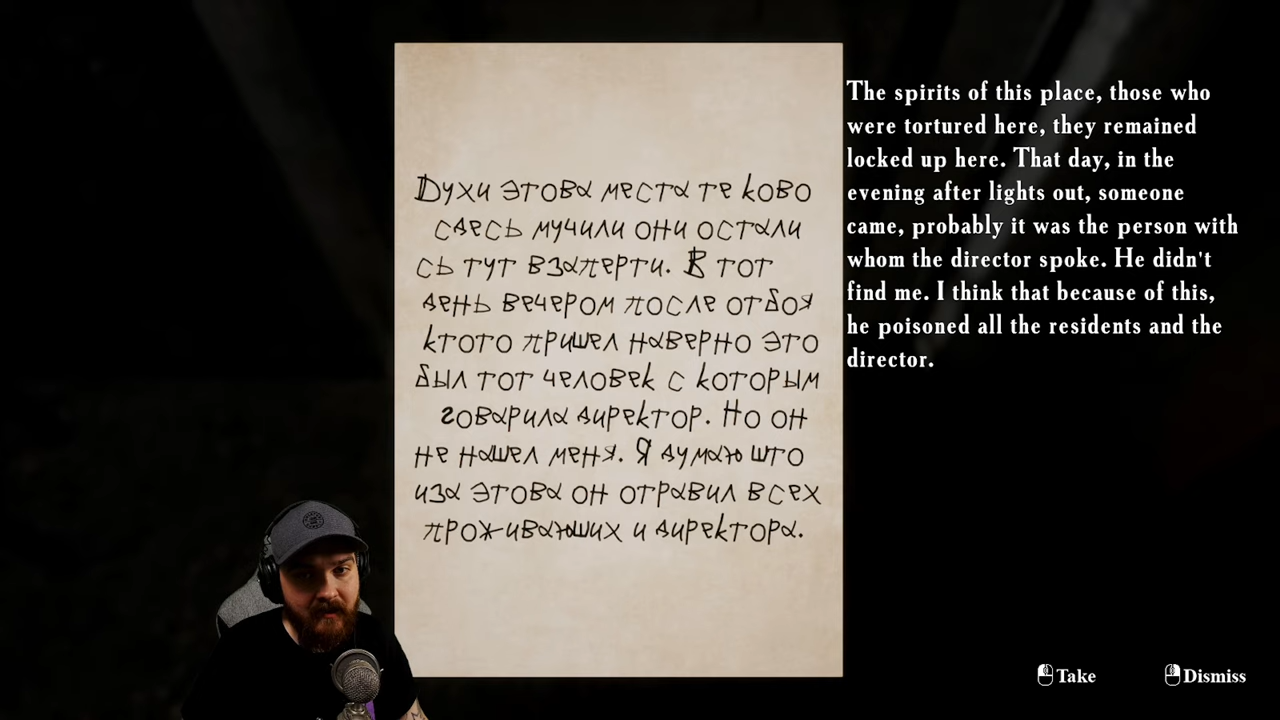 Духи этова места те ково
сдесь мучили они остали
сь тут взаперти. В тот
день вечером после отбоя
ктото пришел наверно это
был тот человек с которым
говарила директор. Но он
не нашел меня. Я думаю што
иза этова он отравил всех
проживаюших и директора.
The spirits of this place, those who
were tortured here, they remained
locked up here. That day, in the
evening after lights out, someone
came, probably it was the person with
whom the director spoke. He didn't
find me. I think that because of this,
he poisoned all the residents and the
director.
Take Dismiss